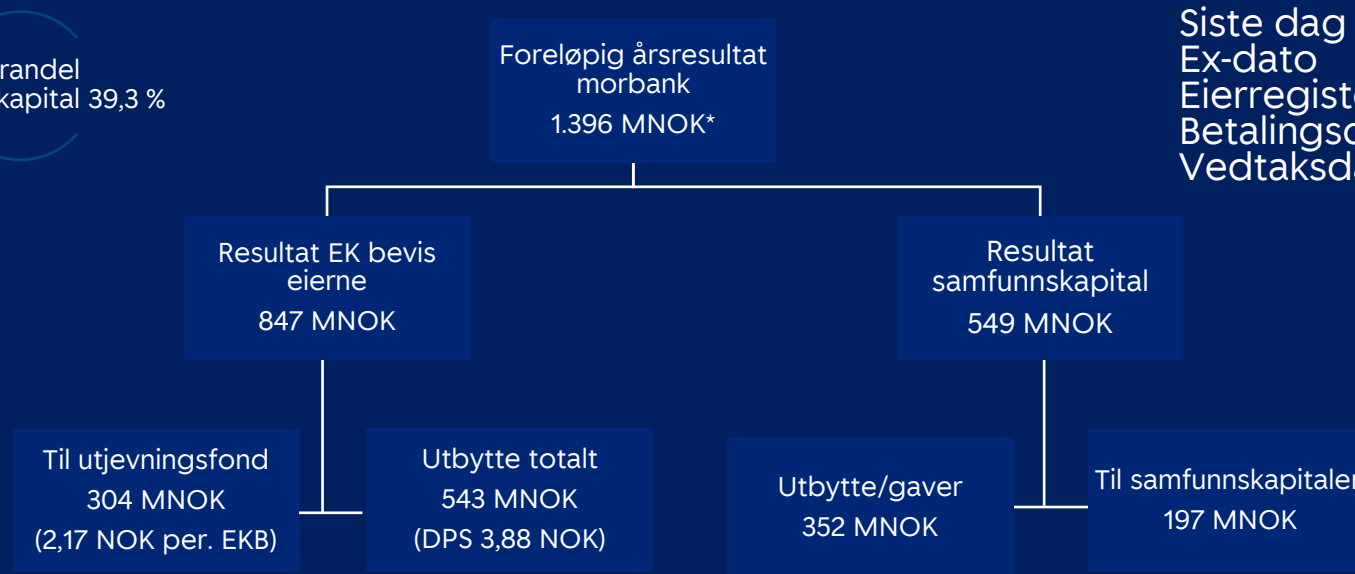 kapital 39,3 %
Foreløpig årsresultat
morbank
1.396 MNOK*
Siste dag
Ex-dato
Resultat EK bevis
eierne
847 MNOK
Resultat
samfunnskapital
549 MNOK
Til utjevningsfond
304 MNOK
(2,17 NOK per. EKB)
Utbytte totalt
543 MNOK
(DPS 3,88 NOK)
Utbytte/gaver
352 MNOK
Til samfunnskapitalen
197 MNOK